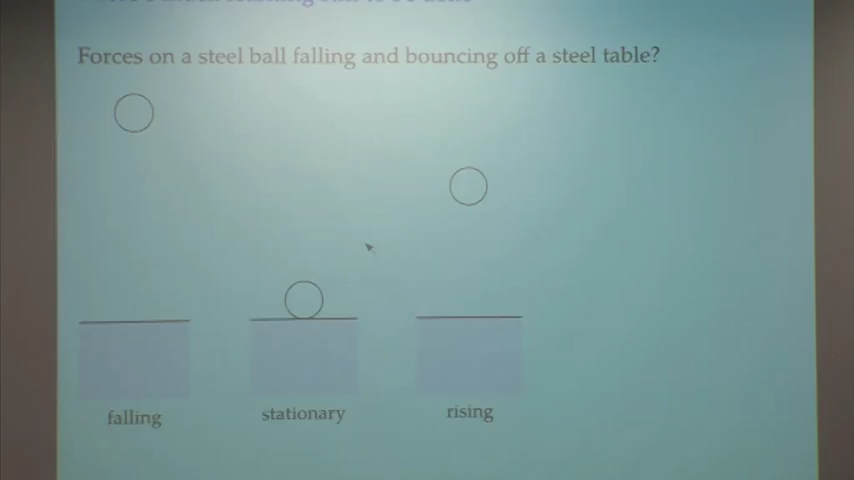 Forces on a steel ball falling and bouncing off a steel table?
falling
stationary
rising